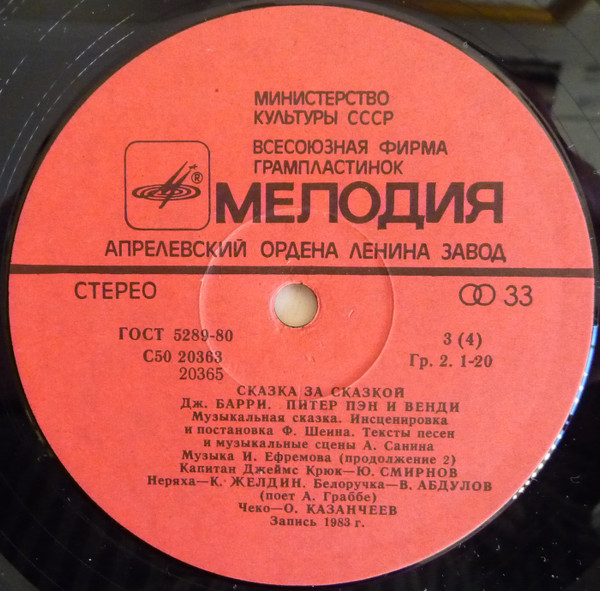 МИНИСТЕРСТВО
КУЛЬТУРЫ СССР
ВСЕСОЮЗНАЯ ФИРМА
ГРАМПЛАСТИНОК
®
МЕЛОДИЯ
АПРЕЛЕВСКИЙ ОРДЕНА ЛЕНИНА ЗАВОД
СТЕРЕО 33
ГОСТ 5289-80 3 (4)
С50 20363 Гр. 2. 1-20
20365
СКАЗКА ЗА СКАЗКОЙ
Дж. БАРРИ. ПИТЕР ПЭН И ВЕНДИ
Музыкальная сказка. Инсценировка
и постановка Ф. Шенна. Тексты песен
и музыкальные сцены А. Санина
Музыка И. Ефремова (продолжение 2)
Капитан Джеймс Крюк—Ю. СМИРНОВ
Неряха—К. ЖЕЛДИН, Белоручка—В. АБДУЛОВ
(поет А. Граббе)
Чеко—О. КАЗАНЧЕЕВ
Запись 1983 г.